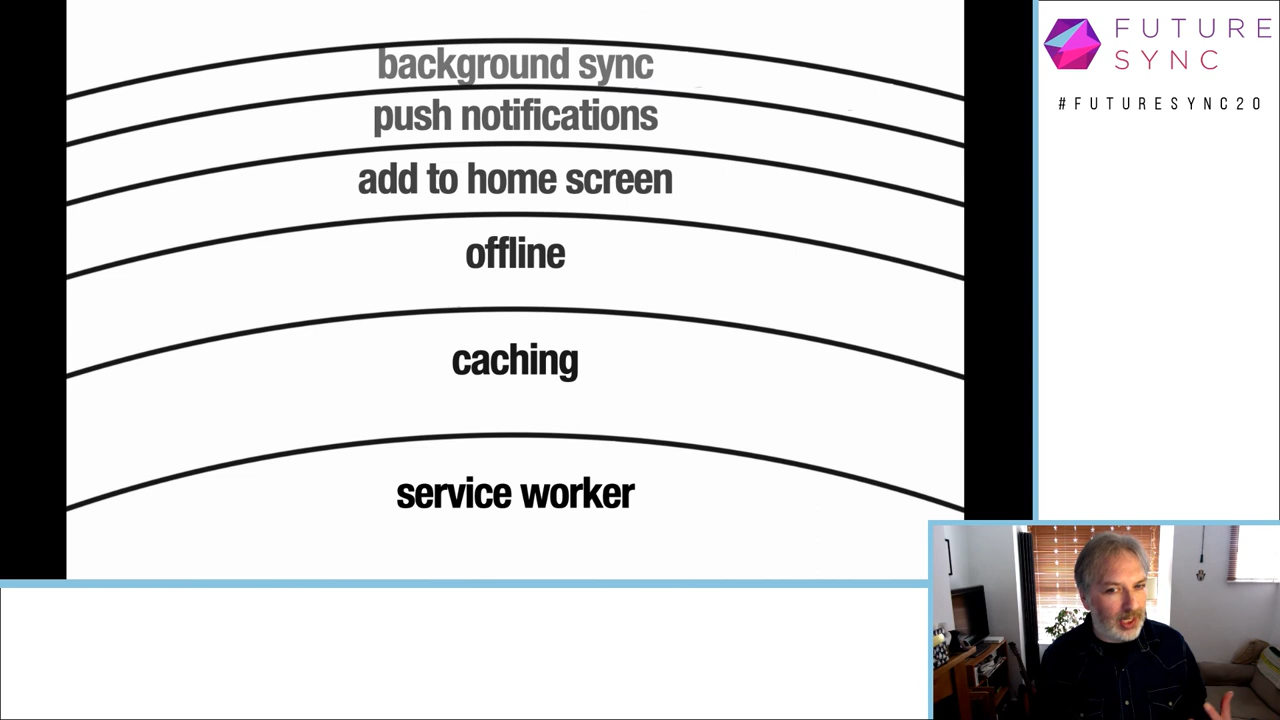 background sync
push notifications
add to home screen
offline
caching
service worker
FUTURE
SYNC
#FUTURESYNC20